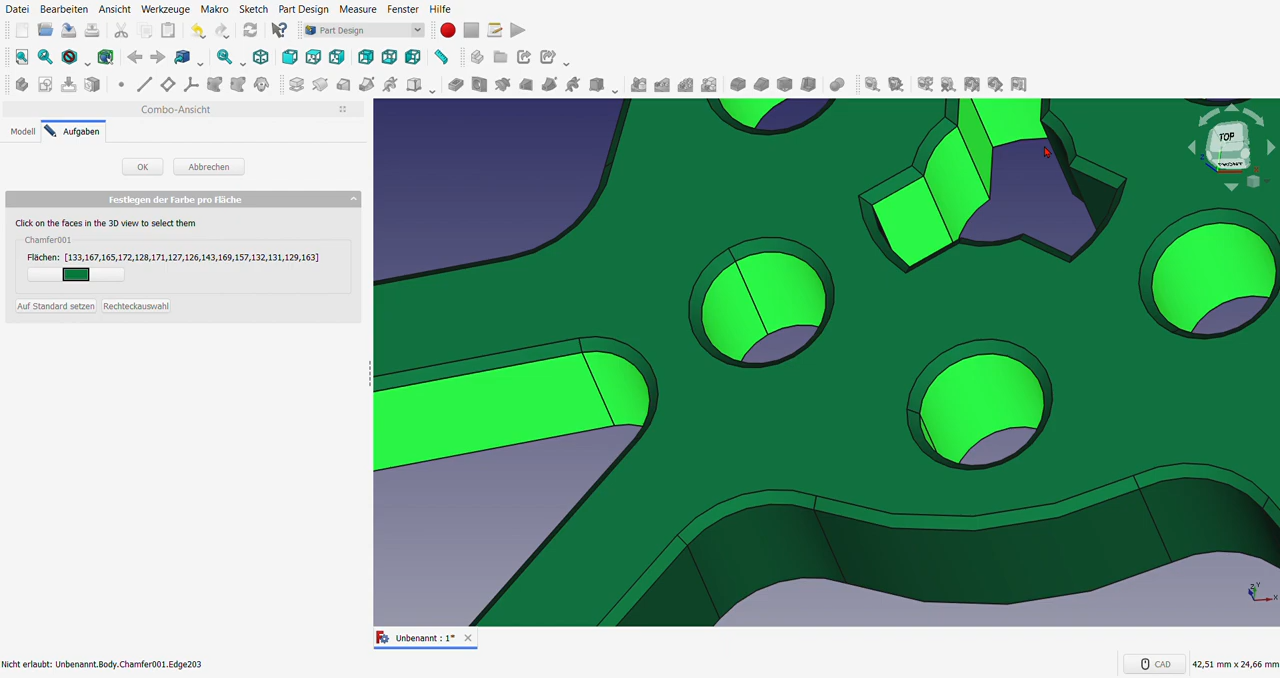 Datei Bearbeiten Ansicht Werkzeuge Makro Sketch Part Design Measure Fenster Hilfe
Part Design
Combo-Ansicht
Modell Aufgaben
OK Abbrechen
Festlegen der Farbe pro Fläche
Click on the faces in the 3D view to select them
Chamfer001
Flächen: [133,167,165,172,128,171,127,126,143,169,157,132,131,129,163]
Auf Standard setzen Rechteckauswahl
TOP
FRONT
Z Y
X
Unbenannt : 1*
Nicht erlaubt: Unbenannt.Body.Chamfer001.Edge203
CAD
42,51 mm x 24,66 mm